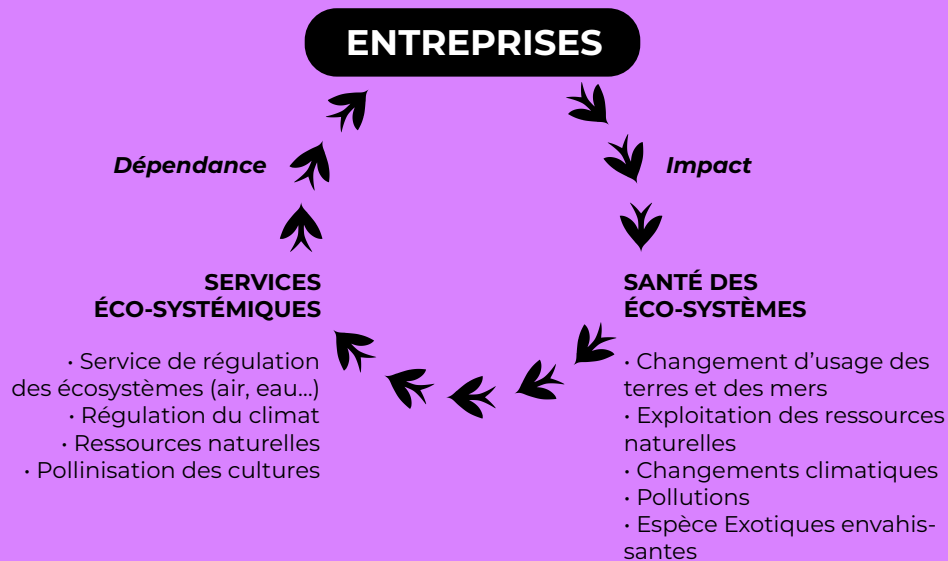 ENTREPRISES
Dépendance
Impact
SERVICES
ÉCO-SYSTÉMIQUES
• Service de régulation
des écosystèmes (air, eau...)
• Régulation du climat
• Ressources naturelles
• Pollinisation des cultures
SANTÉ DES
ÉCO-SYSTÈMES
• Changement d’usage des
terres et des mers
• Exploitation des ressources
naturelles
• Changements climatiques
• Pollutions
• Espèce Exotiques envahis-
santes